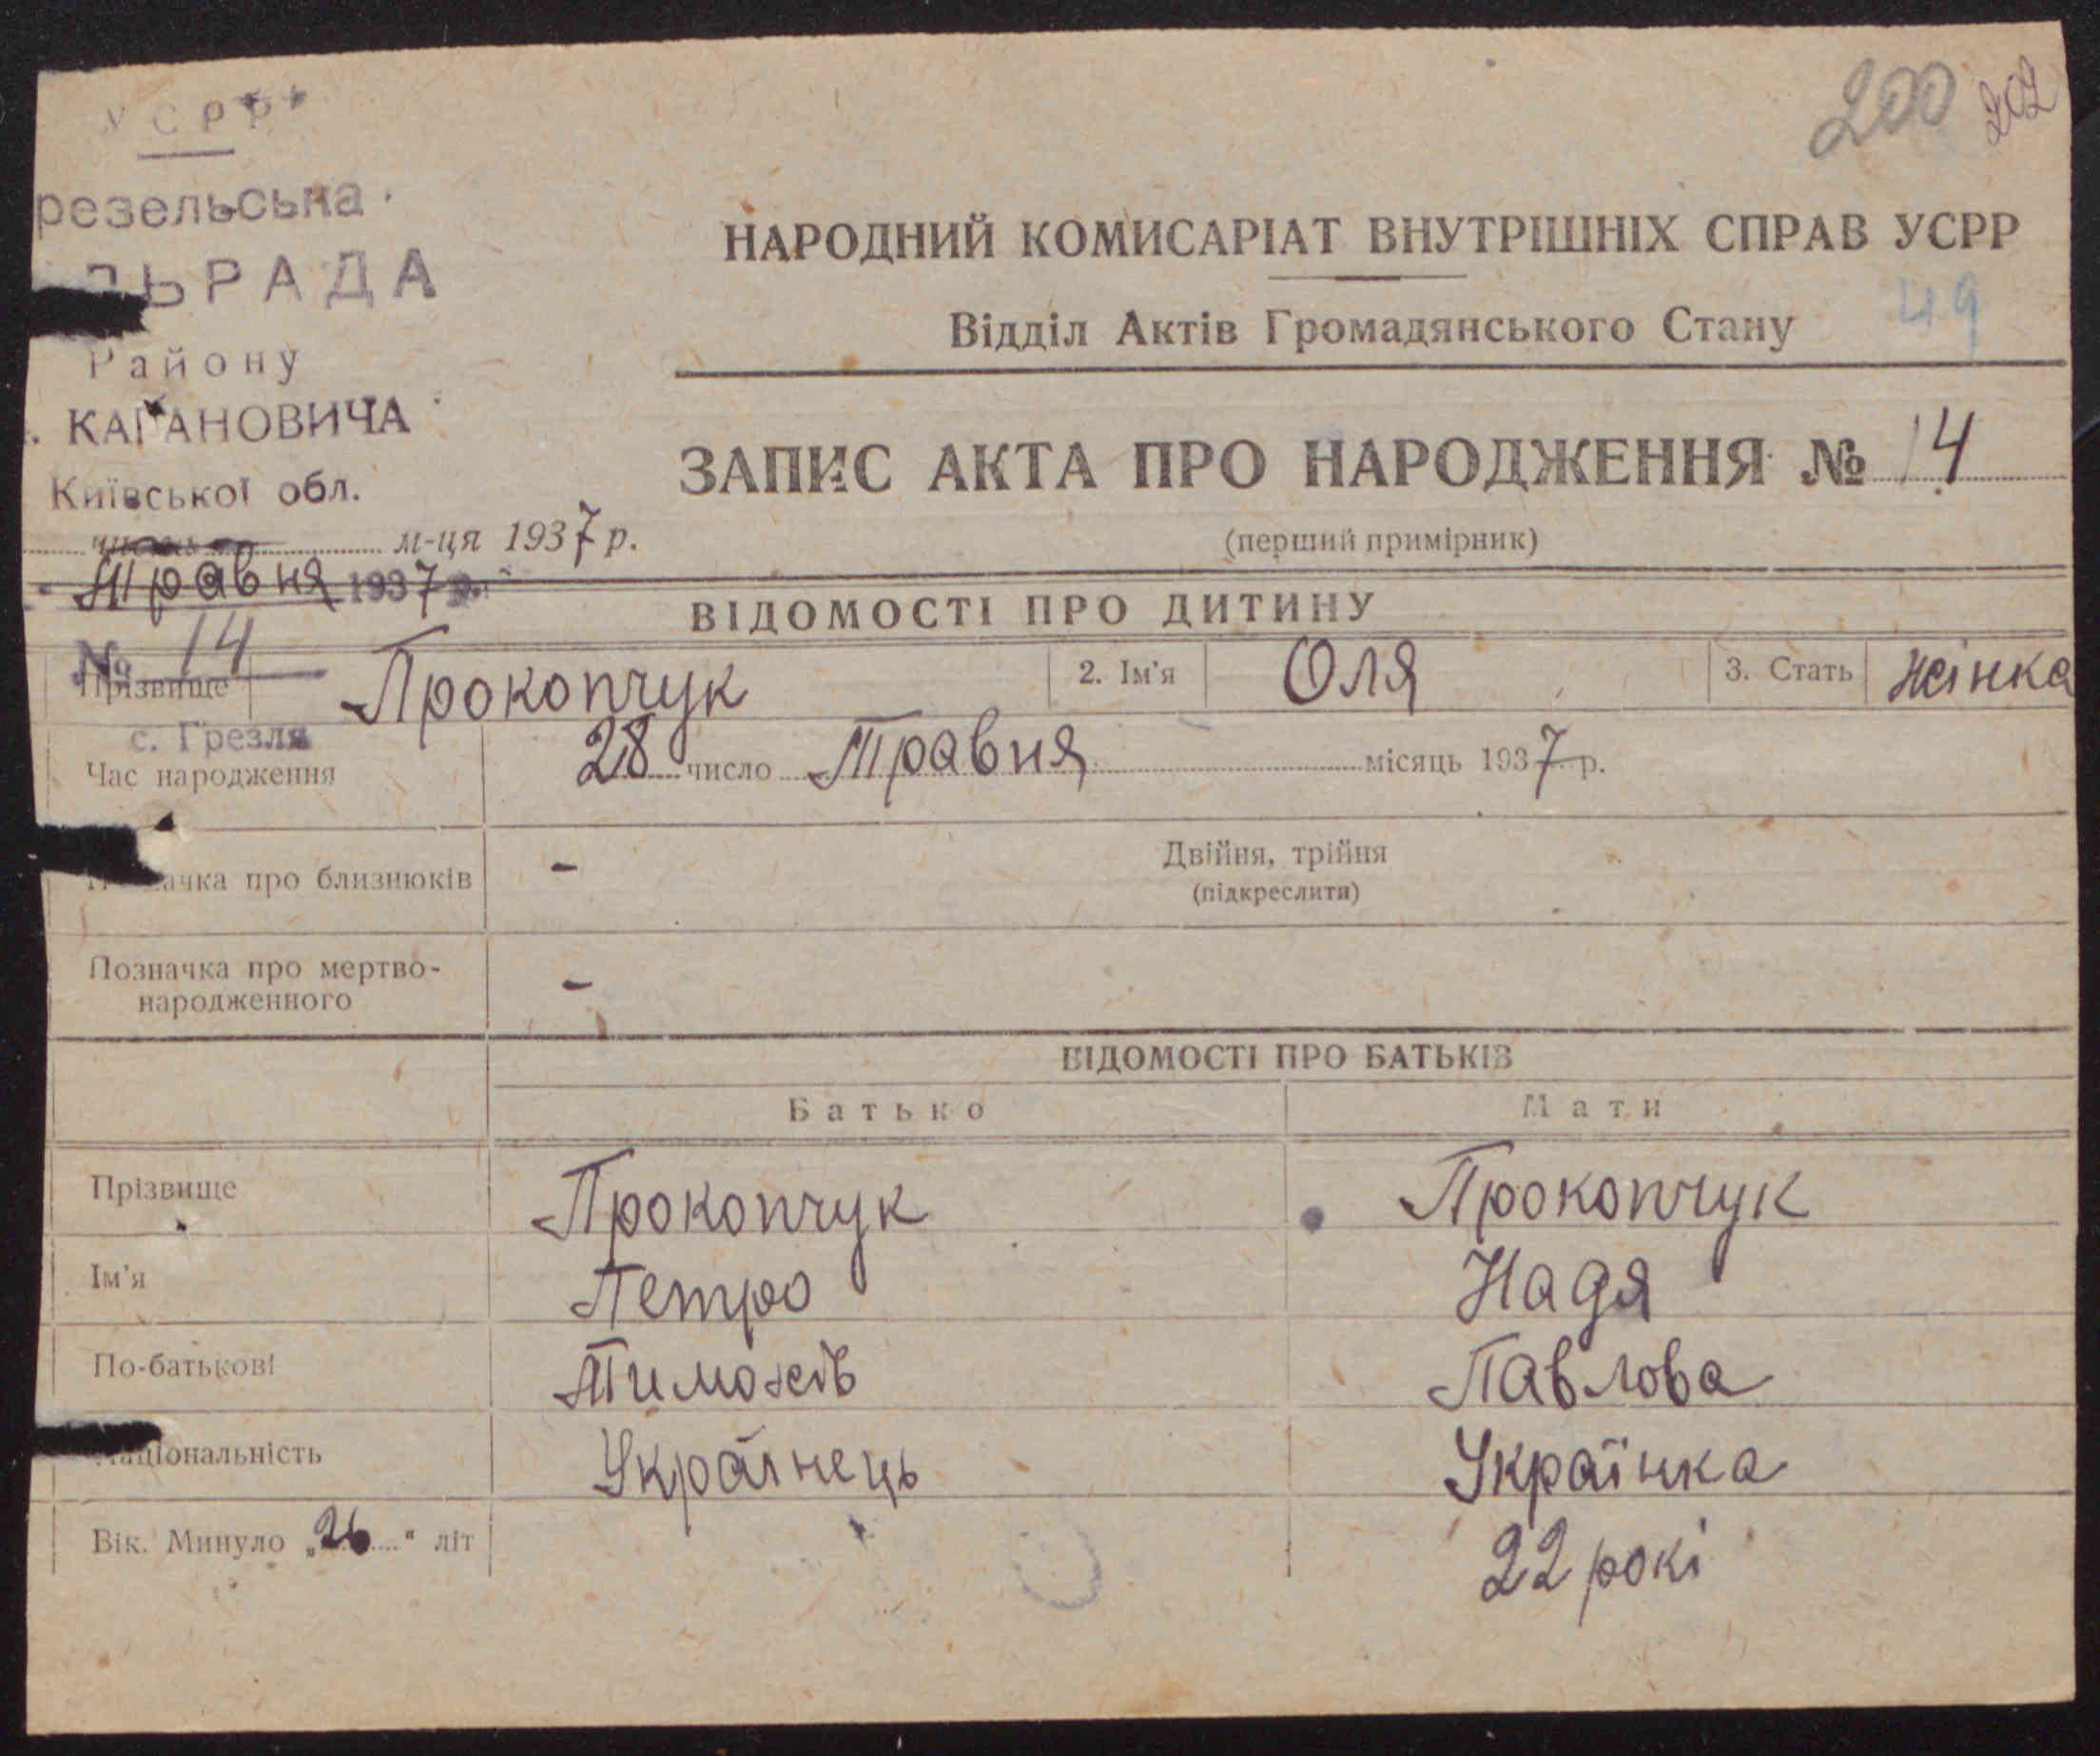 УСРР
200 202
резельська
ЬРАДА
Району
КАГАНОВИЧА
Київської обл.
м-ця 1937 р.
Травня 1937 р.
№ 14
с. Грезля
НАРОДНИЙ КОМИСАРІАТ ВНУТРІШНІХ СПРАВ УСРР
Відділ Актів Громадянського Стану 49
ЗАПИС АКТА ПРО НАРОДЖЕННЯ № 14
(перший примірник)
ВІДОМОСТІ ПРО ДИТИНУ
Прізвище Прокопчук 2. Ім'я Оля 3. Стать жінка
Час народження 28 число Травня місяць 1937 р.
ачка про близнюків - Двійня, трійня
(підкреслити)
Позначка про мертво-
народженного -
ВІДОМОСТІ ПРО БАТЬКІВ
Батько Мати
Прізвище Прокопчук Прокопчук
Ім'я Петро Надя
По-батькові Павлова
Національність Українець Українка
Вік. Минуло „26" літ 22 рокі